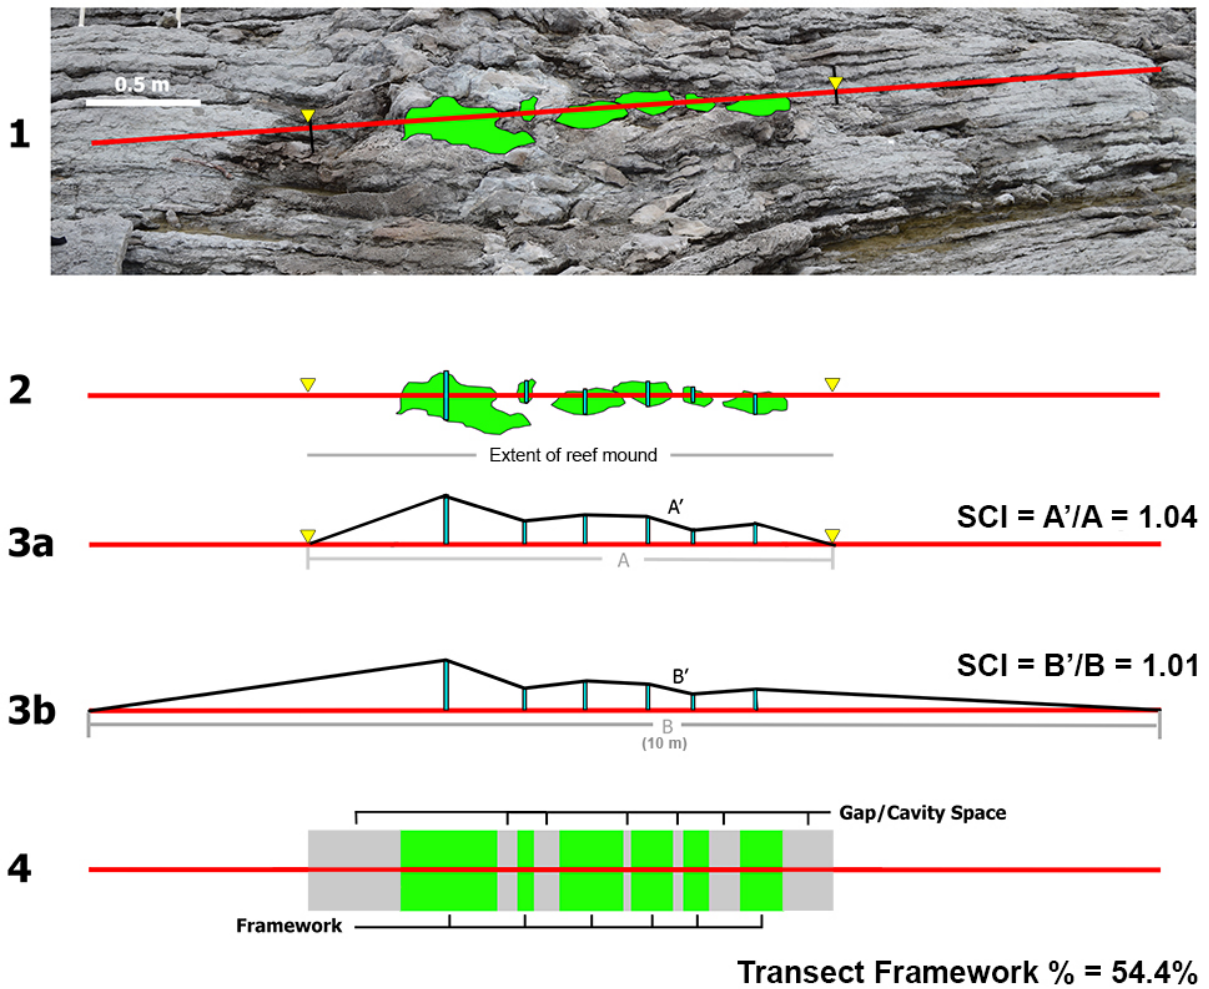 0.5 m
1
2
Extent of reef mound
A’
SCI = A’/A = 1.04
3a
A
SCI = B’/B = 1.01
B’
3b
B
(10 m)
Gap/Cavity Space
4
Framework
Transect Framework % = 54.4%